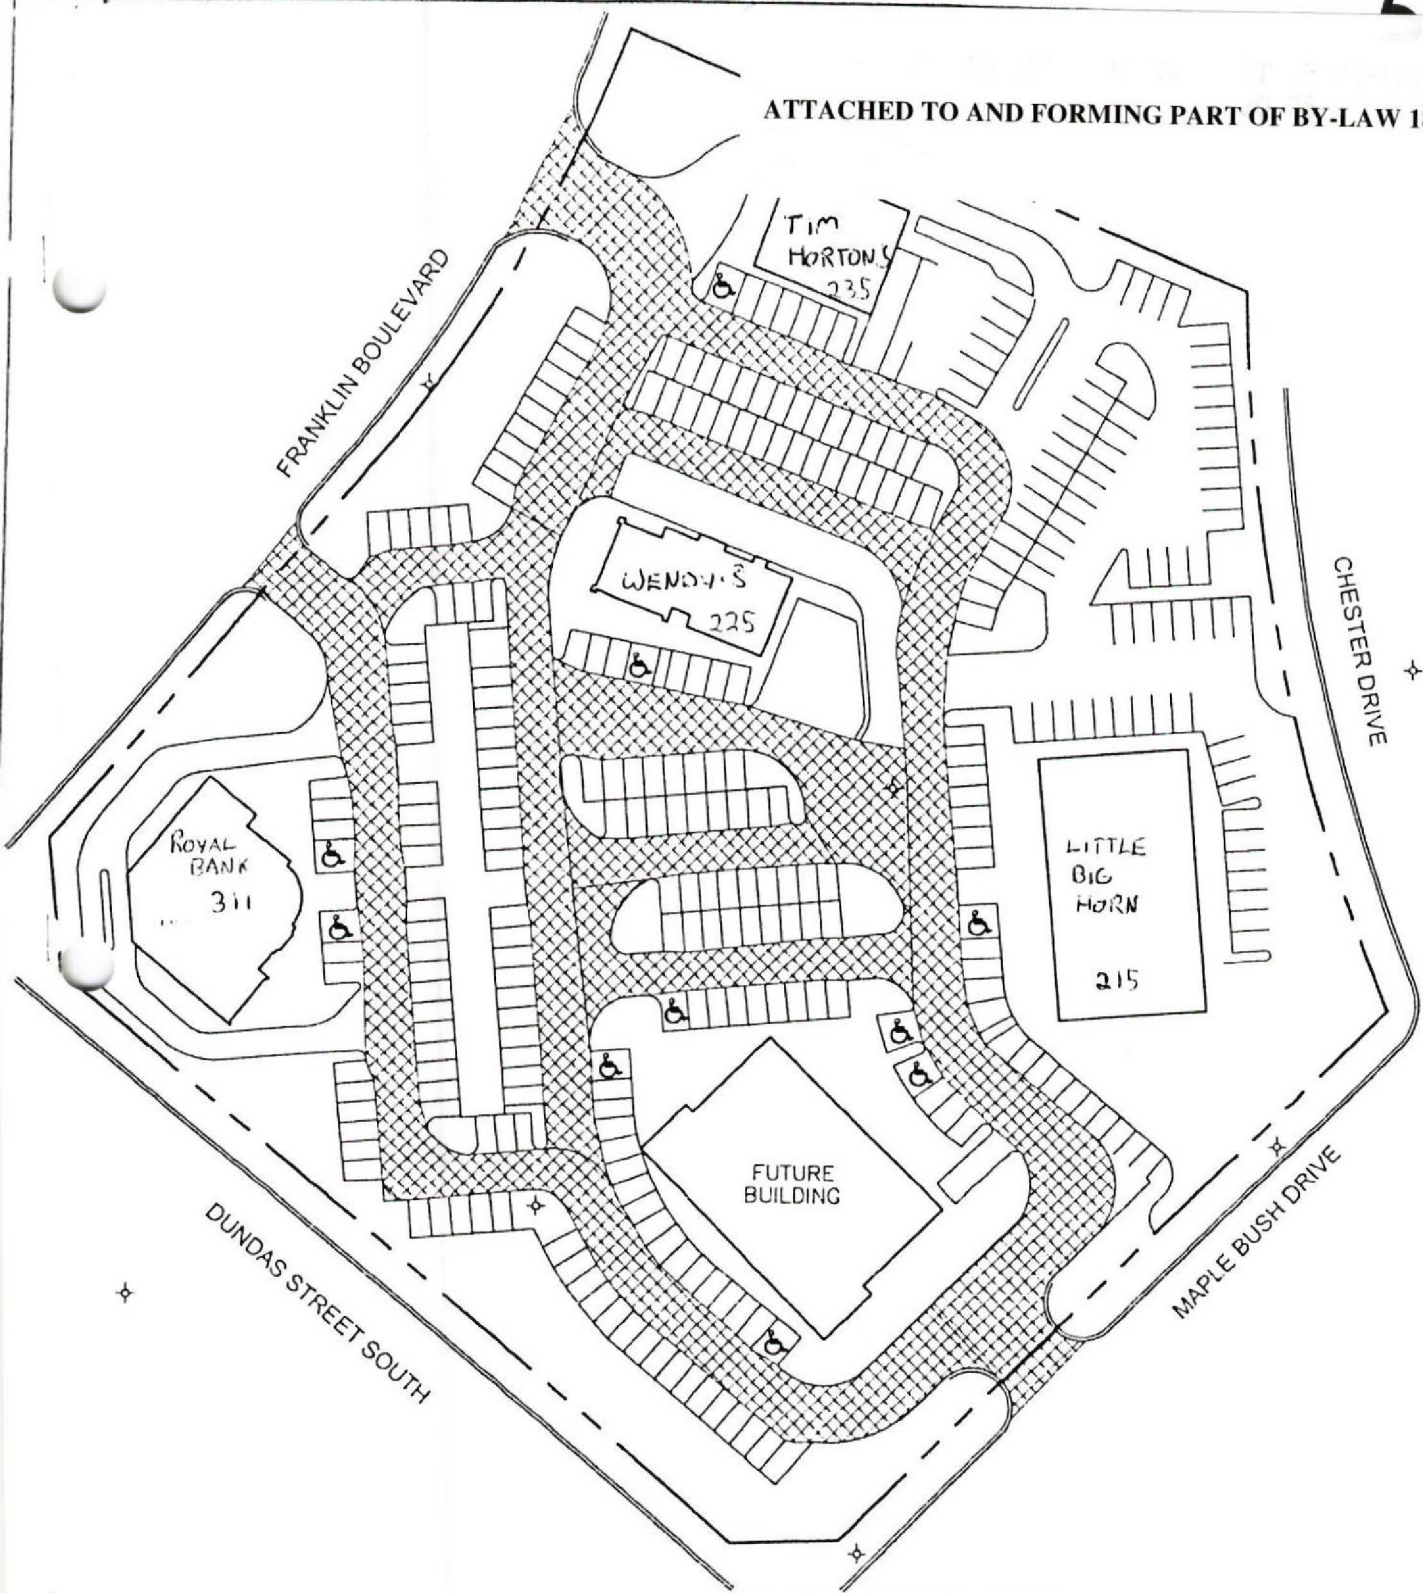 ATTACHED TO AND FORMING PART OF BY-LAW
TIM
HORTONS
235
FRANKLIN BOULEVARD
WENDY'S
225
CHESTER DRIVE
ROYAL
BANK
311
LITTLE
BIG
HORN
215
FUTURE
BUILDING
DUNDAS STREET SOUTH
MAPLE BUSH DRIVE